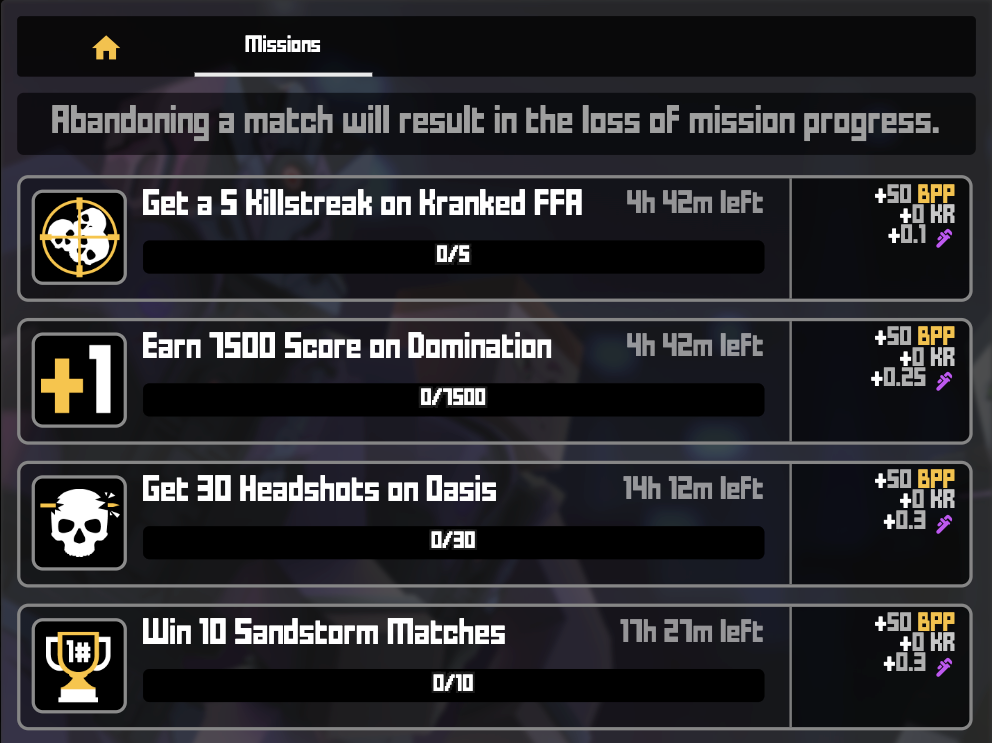 Missions
Abandoning a match will result in the loss of mission progress.
Get a 5 Killstreak on Kranked FFA 4h 42m left
0/5
+50 BPP
+0 KR
+0.1
+1
Earn 7500 Score on Domination 4h 42m left
0/7500
+50 BPP
+0 KR
+0.25
Get 30 Headshots on Oasis 14h 12m left
0/30
+50 BPP
+0 KR
+0.3
1#
Win 10 Sandstorm Matches 17h 27m left
0/10
+50 BPP
+0 KR
+0.3